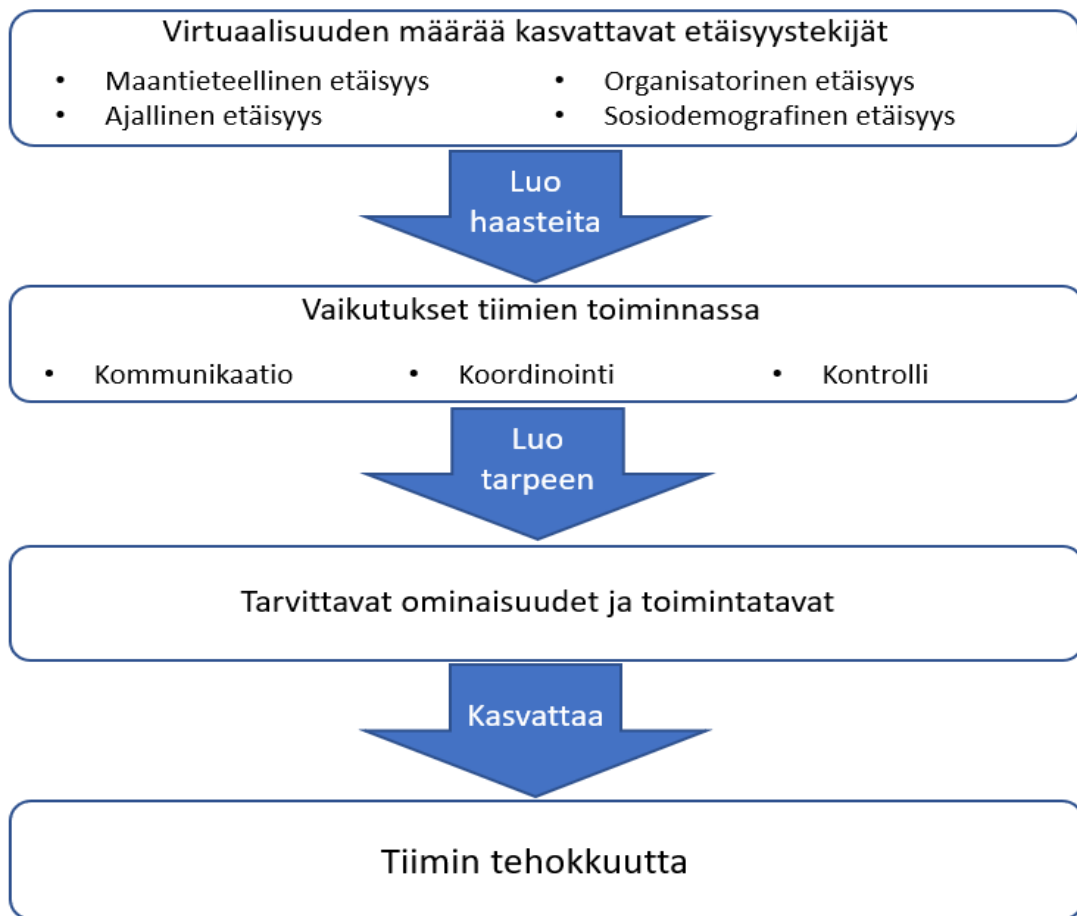 Virtuaalisuuden määrää kasvattavat etäisyystekijät
• Maantieteellinen etäisyys
• Ajallinen etäisyys
• Organisatorinen etäisyys
• Sosiodemografinen etäisyys
Luo
haasteita
Vaikutukset tiimien toiminnassa
• Kommunikaatio • Koordinointi • Kontrolli
Luo
tarpeen
Tarvittavat ominaisuudet ja toimintatavat
Kasvattaa
Tiimin tehokkuutta